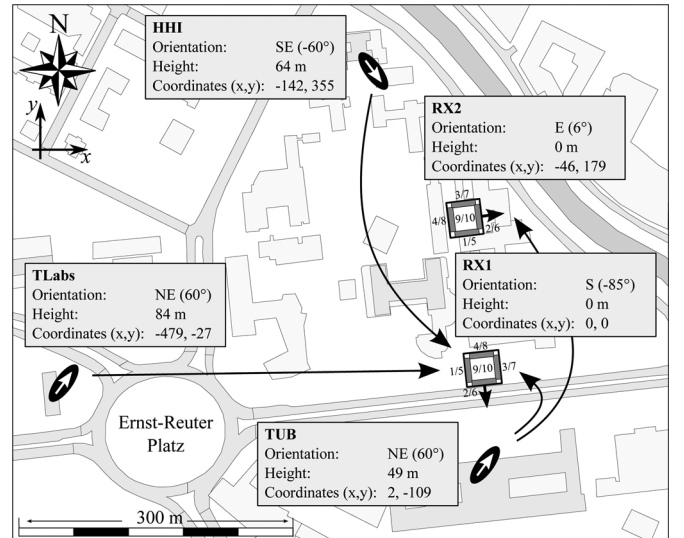 HHI
Orientation: SE (-60°)
Height: 64 m
Coordinates (x,y): -142, 355
N
y
x
RX2
Orientation: E (6°)
Height: 0 m
Coordinates (x,y): -46, 179
3/7
4/8 9/10 2/6
1/5
TLabs
Orientation: NE (60°)
Height: 84 m
Coordinates (x,y): -479, -27
RX1
Orientation: S (-85°)
Height: 0 m
Coordinates (x,y): 0, 0
4/8
1/5 9/10 3/7
2/6
Ernst-Reuter
Platz
TUB
Orientation: NE (60°)
Height: 49 m
Coordinates (x,y): 2, -109
300 m